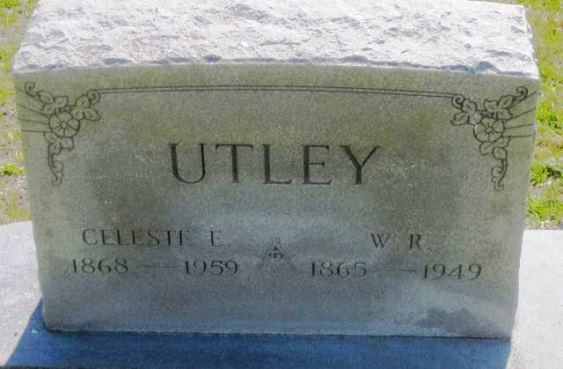 UTLEY
CELESTE E. W. R.
1868 — 1959 1865 — 1949